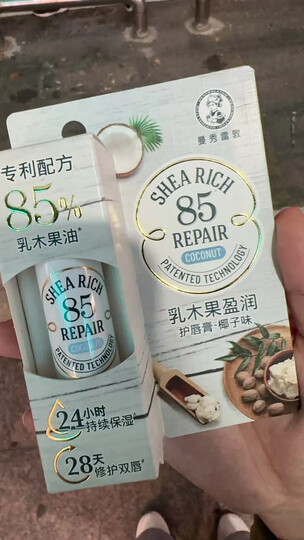 专利配方
85%
乳木果油*
SHEA RICH
85
REPAIR
COCONUT
PATENTED TECHNOLOGY
24小时
持续保湿*
28天
修护双唇*
曼秀雷敦
SHEA RICH
85
REPAIR
COCONUT
PATENTED TECHNOLOGY
乳木果盈润
护唇膏-椰子味